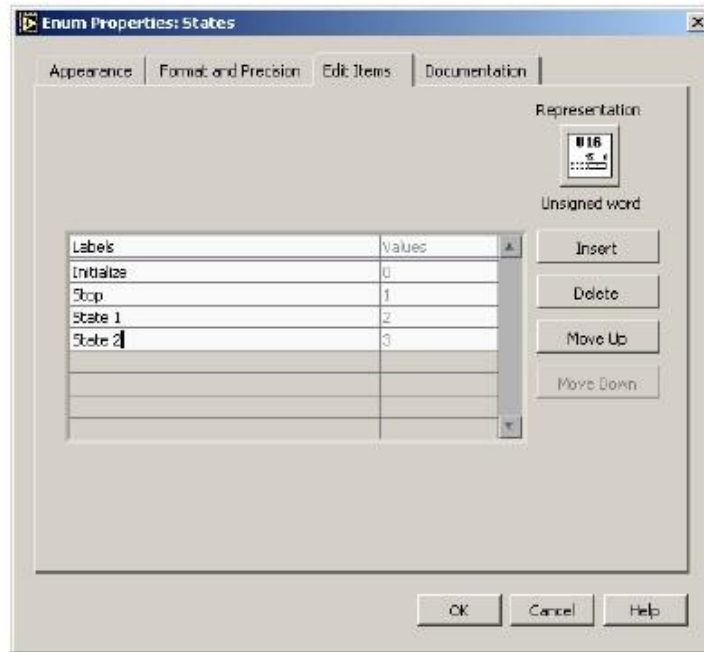 Enum Properties: States
Appearance Format and Precision Edit Items Documentation
Representation
U16
Unsigned word
Labels Values
Initialize 0
Stop 1
State 1 2
State 2 3
Insert
Delete
Move Up
Move Down
OK Cancel Help